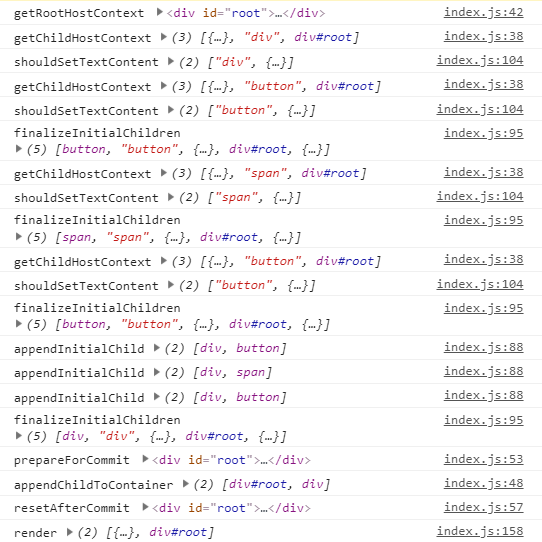 getRootHostContext ▶<div id="root">…</div> index.js:42
getChildHostContext ▶(3) [{…}, "div", div#root] index.js:38
shouldSetTextContent ▶(2) ["div", {…}] index.js:104
getChildHostContext ▶(3) [{…}, "button", div#root] index.js:38
shouldSetTextContent ▶(2) ["button", {…}] index.js:104
finalizeInitialChildren index.js:95
▶(5) [button, "button", {…}, div#root, {…}]
getChildHostContext ▶(3) [{…}, "span", div#root] index.js:38
shouldSetTextContent ▶(2) ["span", {…}] index.js:104
finalizeInitialChildren index.js:95
▶(5) [span, "span", {…}, div#root, {…}]
getChildHostContext ▶(3) [{…}, "button", div#root] index.js:38
shouldSetTextContent ▶(2) ["button", {…}] index.js:104
finalizeInitialChildren index.js:95
▶(5) [button, "button", {…}, div#root, {…}]
appendInitialChild ▶(2) [div, button] index.js:88
appendInitialChild ▶(2) [div, span] index.js:88
appendInitialChild ▶(2) [div, button] index.js:88
finalizeInitialChildren index.js:95
▶(5) [div, "div", {…}, div#root, {…}]
prepareForCommit ▶<div id="root">…</div> index.js:53
appendChildToContainer ▶(2) [div#root, div] index.js:48
resetAfterCommit ▶<div id="root">…</div> index.js:57
render ▶(2) [{…}, div#root] index.js:158